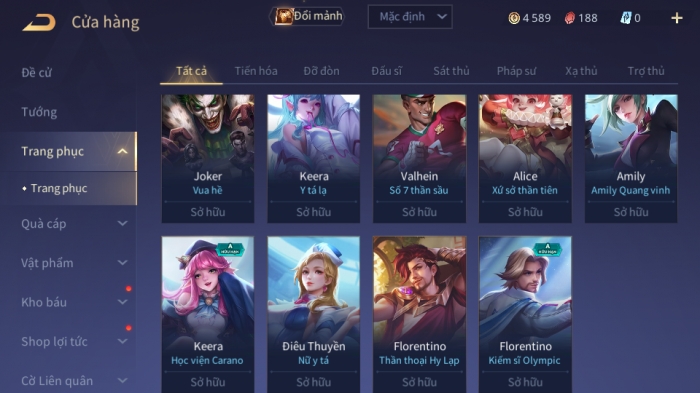 Cửa hàng
Đổi mảnh
Mặc định
4 589
188
0
Đề cử
Tướng
Trang phục
Trang phục
Quà cáp
Vật phẩm
Kho báu
Shop lợi tức
Cờ Liên quân
Tất cả
Tiến hóa
Đỡ đòn
Đấu sĩ
Sát thủ
Pháp sư
Xạ thủ
Trợ thủ
Joker
Vua hề
Sở hữu
Keera
Y tá lạ
Sở hữu
Valhein
Số 7 thần sầu
Sở hữu
Alice
Xứ sở thần tiên
Sở hữu
Amily
Amily Quang vinh
Sở hữu
A
HỮU HẠN
Keera
Học viện Carano
Sở hữu
Điêu Thuyền
Nữ y tá
Sở hữu
Florentino
Thần thoại Hy Lạp
Sở hữu
A
HỮU HẠN
Florentino
Kiếm sĩ Olympic
Sở hữu